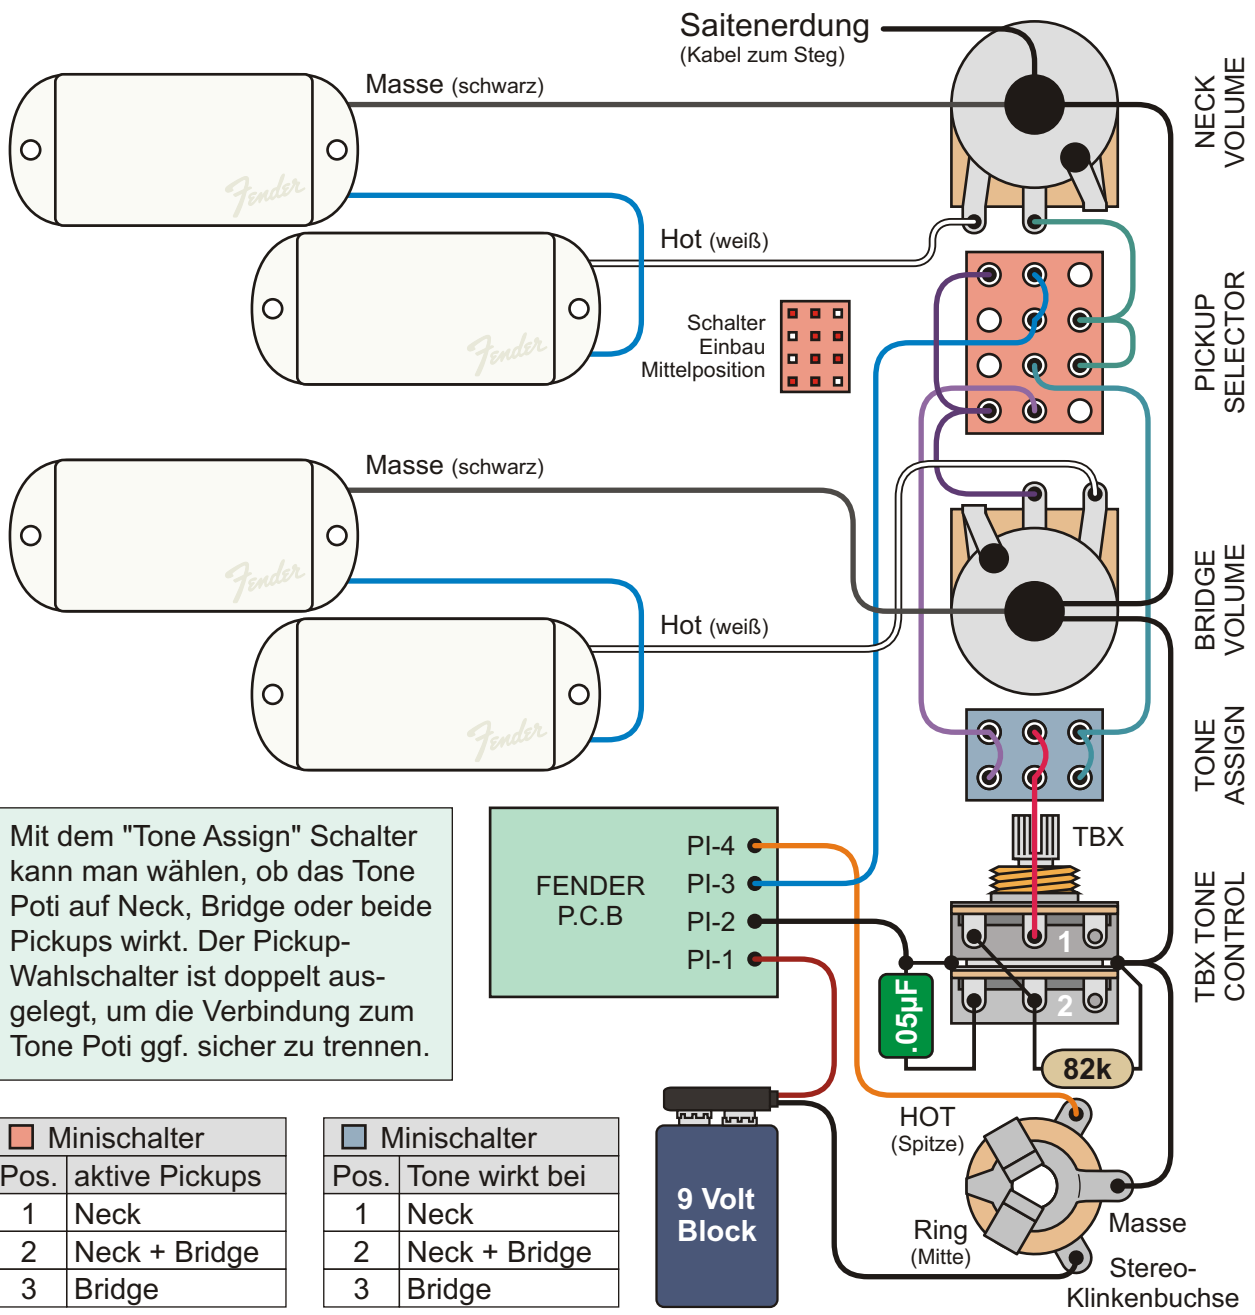 Saitenerdung
(Kabel zum Steg)
Masse (schwarz)
NECK
VOLUME
Fender
Hot (weiß)
Fender
Schalter
Einbau
Mittelposition
PICKUP
SELECTOR
Masse (schwarz)
Fender
Hot (weiß)
BRIDGE
VOLUME
Fender
TONE
ASSIGN
Mit dem "Tone Assign" Schalter
kann man wählen, ob das Tone
Poti auf Neck, Bridge oder beide
Pickups wirkt. Der Pickup-
Wahlschalter ist doppelt aus-
gelegt, um die Verbindung zum
Tone Poti ggf. sicher zu trennen.
FENDER
P.C.B
PI-4
PI-3
PI-2
PI-1
TBX
1
2
TBX TONE
CONTROL
.05µF
82k
Minischalter
Pos. aktive Pickups
1 Neck
2 Neck + Bridge
3 Bridge
Minischalter
Pos. Tone wirkt bei
1 Neck
2 Neck + Bridge
3 Bridge
9 Volt
Block
HOT
(Spitze)
Ring
(Mitte)
Masse
Stereo-
Klinkenbuchse